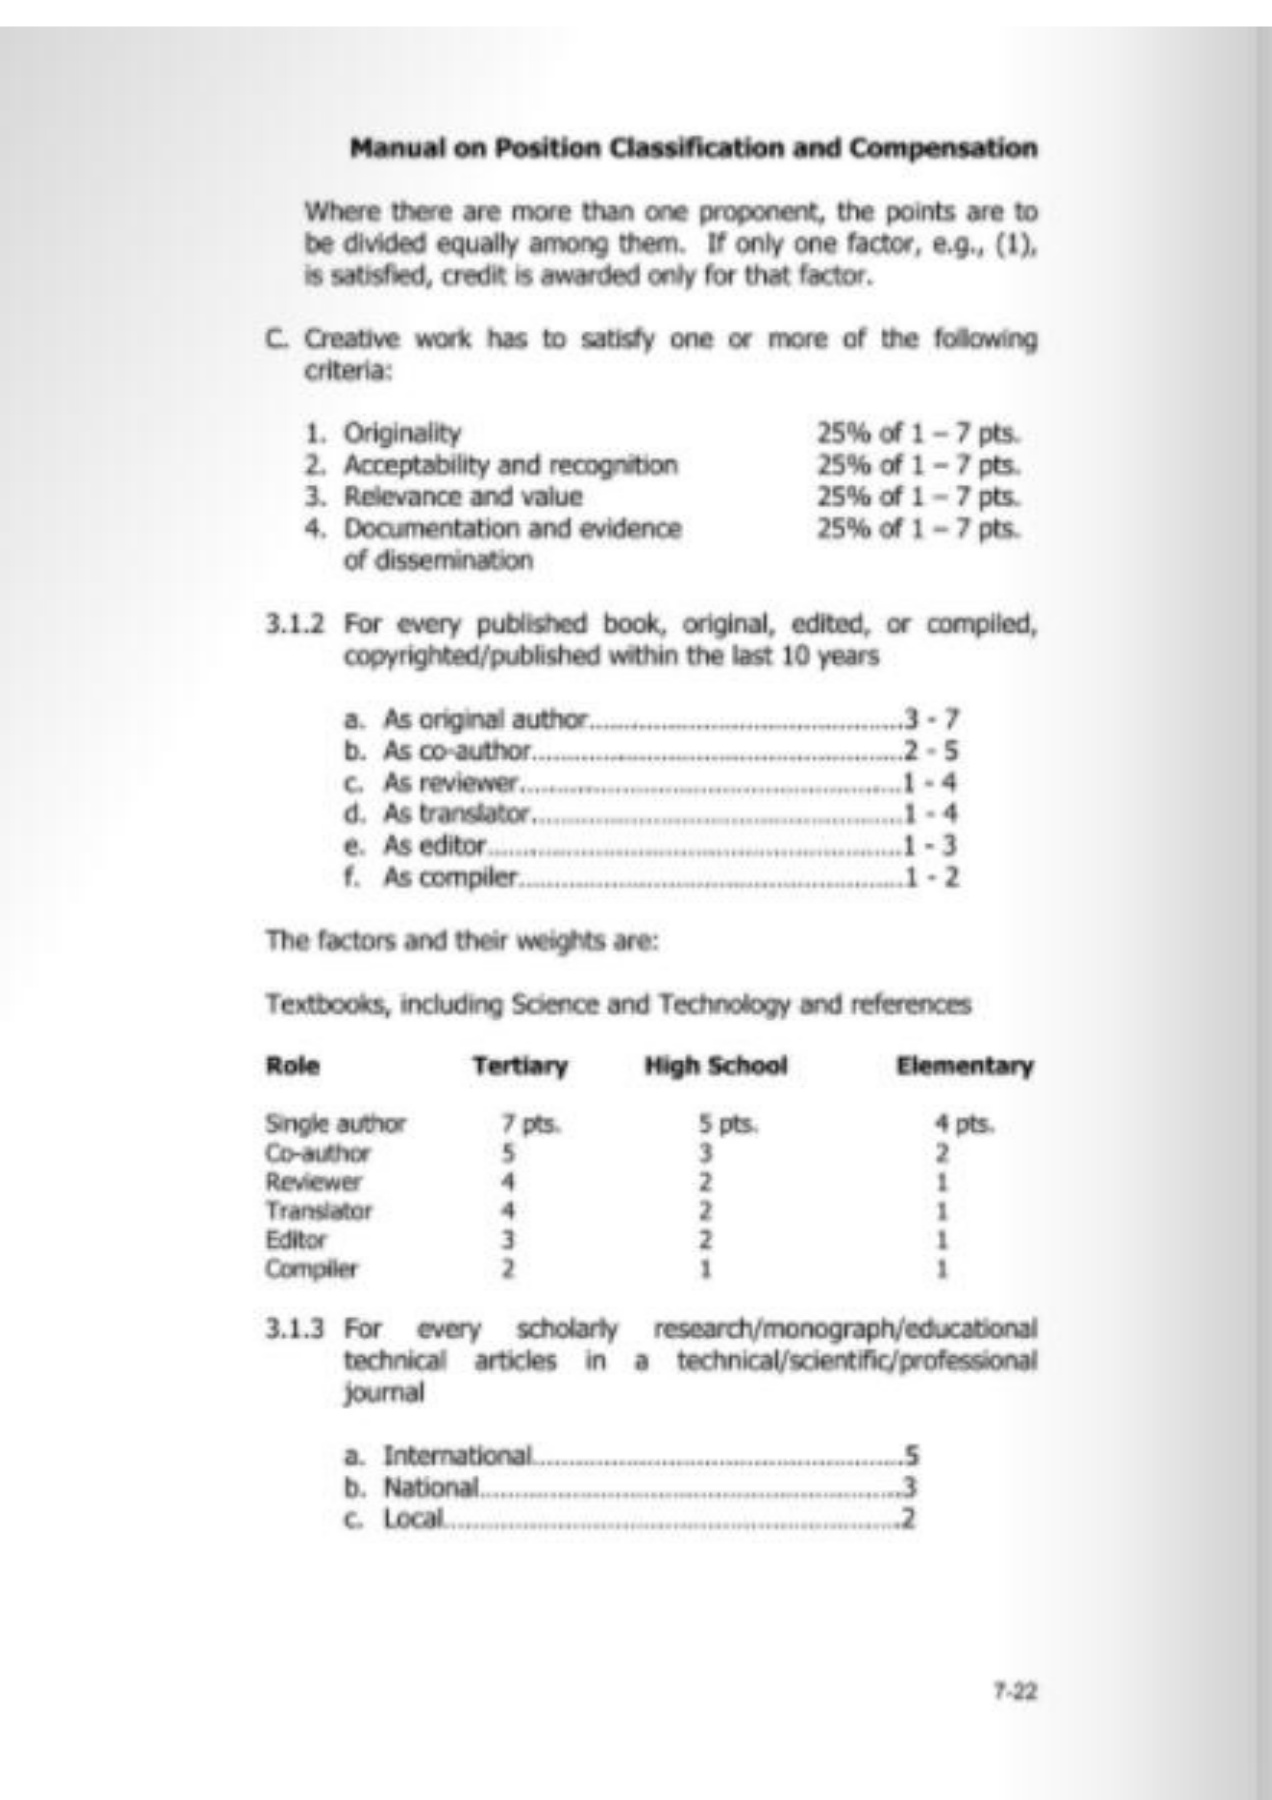 Manual on Position Classification and Compensation
Where there are more than one proponent, the points are to
be divided equally among them. If only one factor, e.g., (1),
is satisfied, credit is awarded only for that factor.
C. Creative work has to satisfy one or more of the following
criteria:
1. Originality 25% of 1 – 7 pts.
2. Acceptability and recognition 25% of 1 – 7 pts.
3. Relevance and value 25% of 1 – 7 pts.
4. Documentation and evidence 25% of 1 – 7 pts.
of dissemination
3.1.2 For every published book, original, edited, or compiled,
copyrighted/published within the last 10 years
a. As original author............................................3 - 7
b. As co-author....................................................2 - 5
c. As reviewer......................................................1 - 4
d. As translator....................................................1 - 4
e. As editor..........................................................1 - 3
f. As compiler......................................................1 - 2
The factors and their weights are:
Textbooks, including Science and Technology and references
Role Tertiary High School Elementary
Single author 7 pts. 5 pts. 4 pts.
Co-author 5 3 2
Reviewer 4 2 1
Translator 4 2 1
Editor 3 2 1
Compiler 2 1 1
3.1.3 For every scholarly research/monograph/educational
technical articles in a technical/scientific/professional
journal
a. International....................................................5
b. National...........................................................3
c. Local................................................................2
7-22